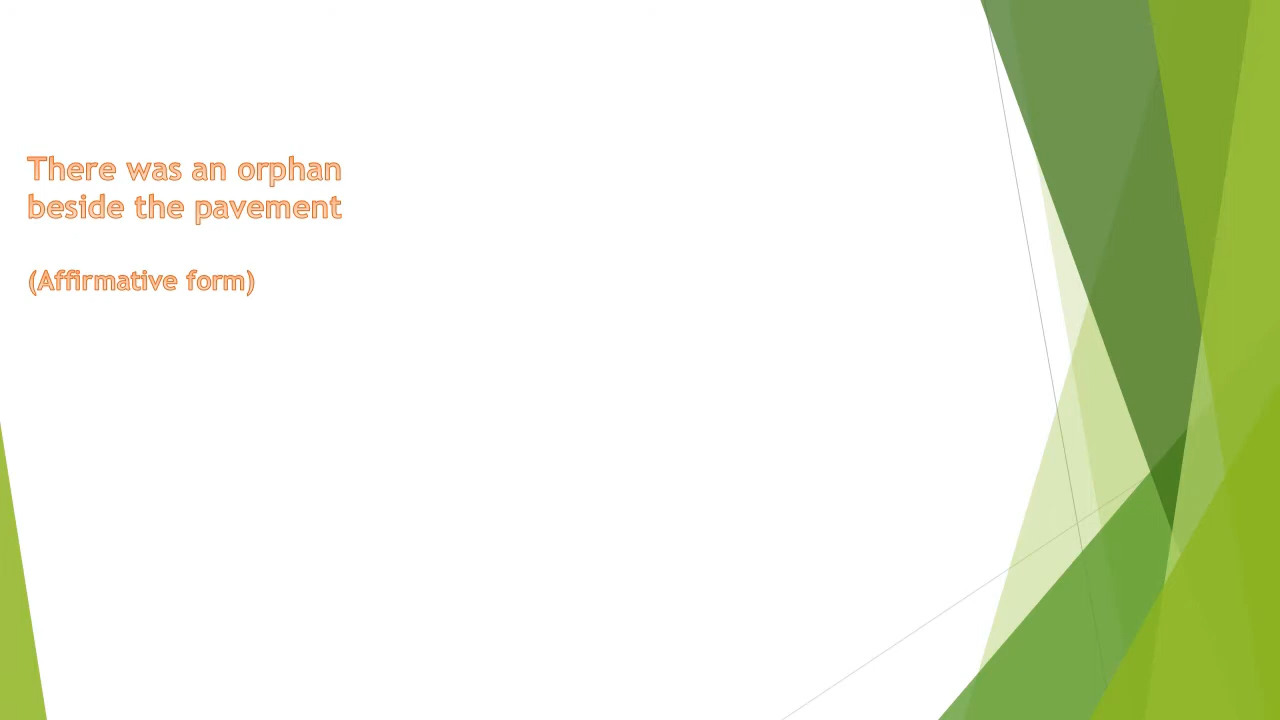 There was an orphan
beside the pavement
(Affirmative form)